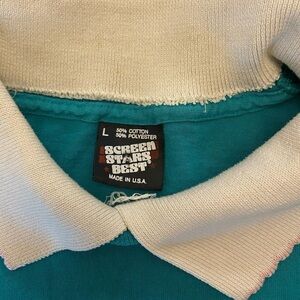 L 50% COTTON
50% POLYESTER
SCREEN
STARS
BEST
MADE IN U.S.A.